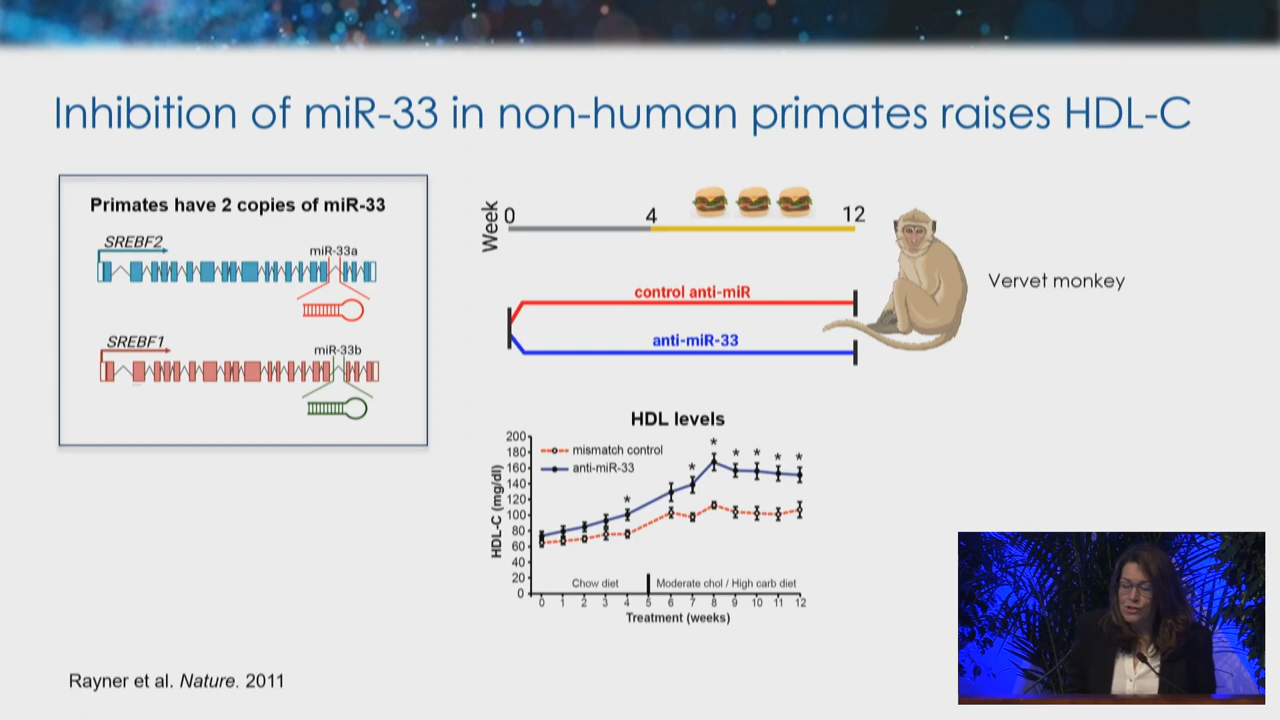 Inhibition of miR-33 in non-human primates raises HDL-C
Primates have 2 copies of miR-33
SREBF2
miR-33a
SREBF1
miR-33b
Week
0 4 12
control anti-miR
anti-miR-33
Vervet monkey
HDL levels
mismatch control
anti-miR-33
HDL-C (mg/dl)
200
180
160
140
120
100
80
60
40
20
0
* * * * * * *
Chow diet
Moderate chol / High carb diet
0 1 2 3 4 5 6 7 8 9 10 11 12
Treatment (weeks)
Rayner et al. Nature. 2011